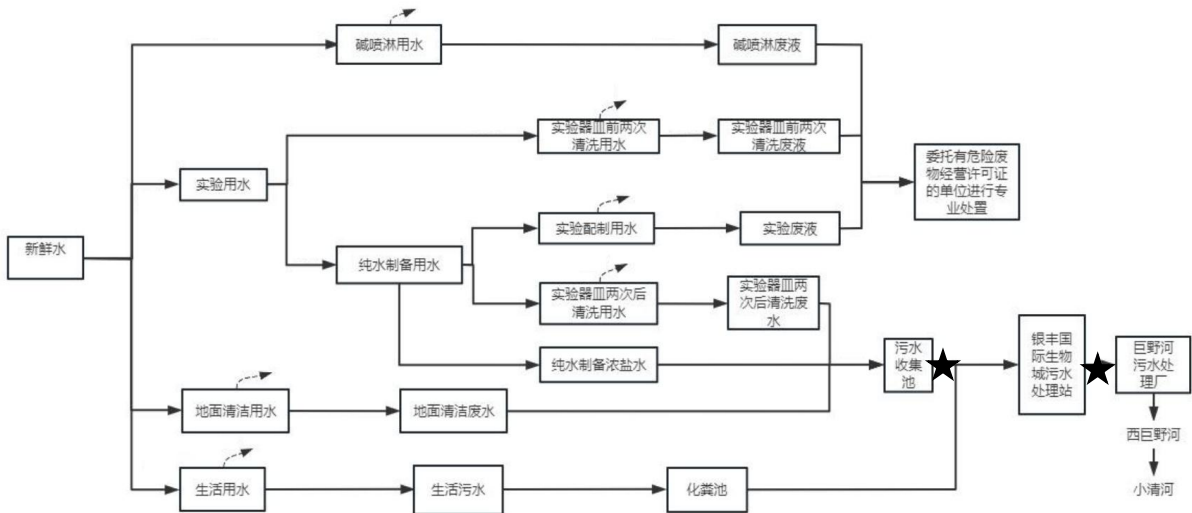 碱喷淋用水
碱喷淋废液
实验器皿前两次
清洗用水
实验器皿前两次
清洗废液
实验用水
委托有危险废
物经营许可证
的单位进行专
业处置
新鲜水
实验配制用水
实验废液
纯水制备用水
实验器皿两次后
清洗用水
实验器皿两
次后清洗废
水
纯水制备浓盐水
污水
收集
池
银丰国
际生物
城污水
处理站
巨野河
污水处
理厂
地面清洁用水
地面清洁废水
西巨野河
生活用水
生活污水
化粪池
小清河